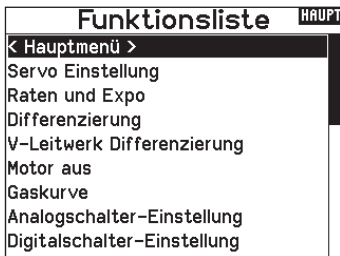 Funktionsliste HAUPT
< Hauptmenü >
Servo Einstellung
Raten und Expo
Differenzierung
V-Leitwerk Differenzierung
Motor aus
Gaskurve
Analogschalter-Einstellung
Digitalschalter-Einstellung